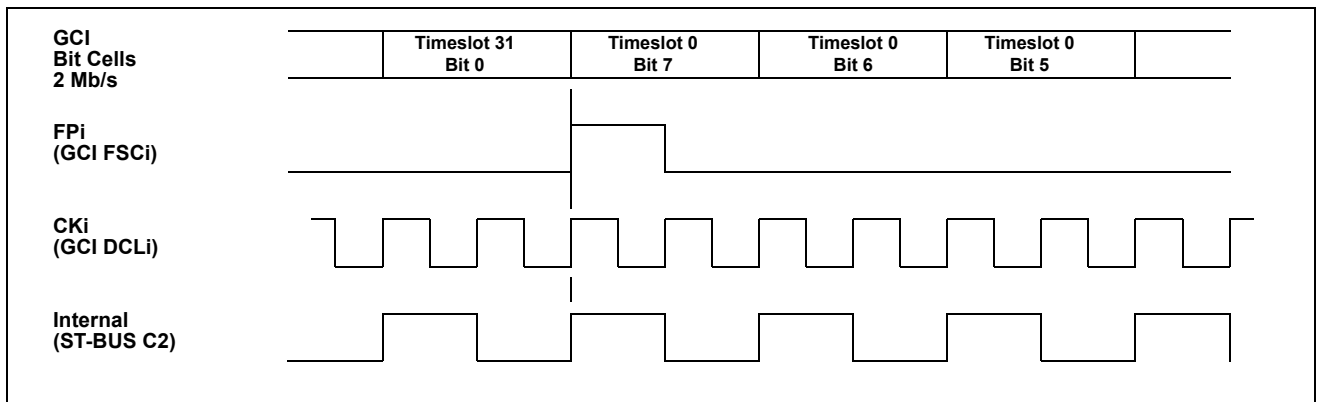 GCI
Bit Cells
2 Mb/s
Timeslot 31
Bit 0
Timeslot 0
Bit 7
Timeslot 0
Bit 6
Timeslot 0
Bit 5
FPi
(GCI FSCi)
CKi
(GCI DCLi)
Internal
(ST-BUS C2)